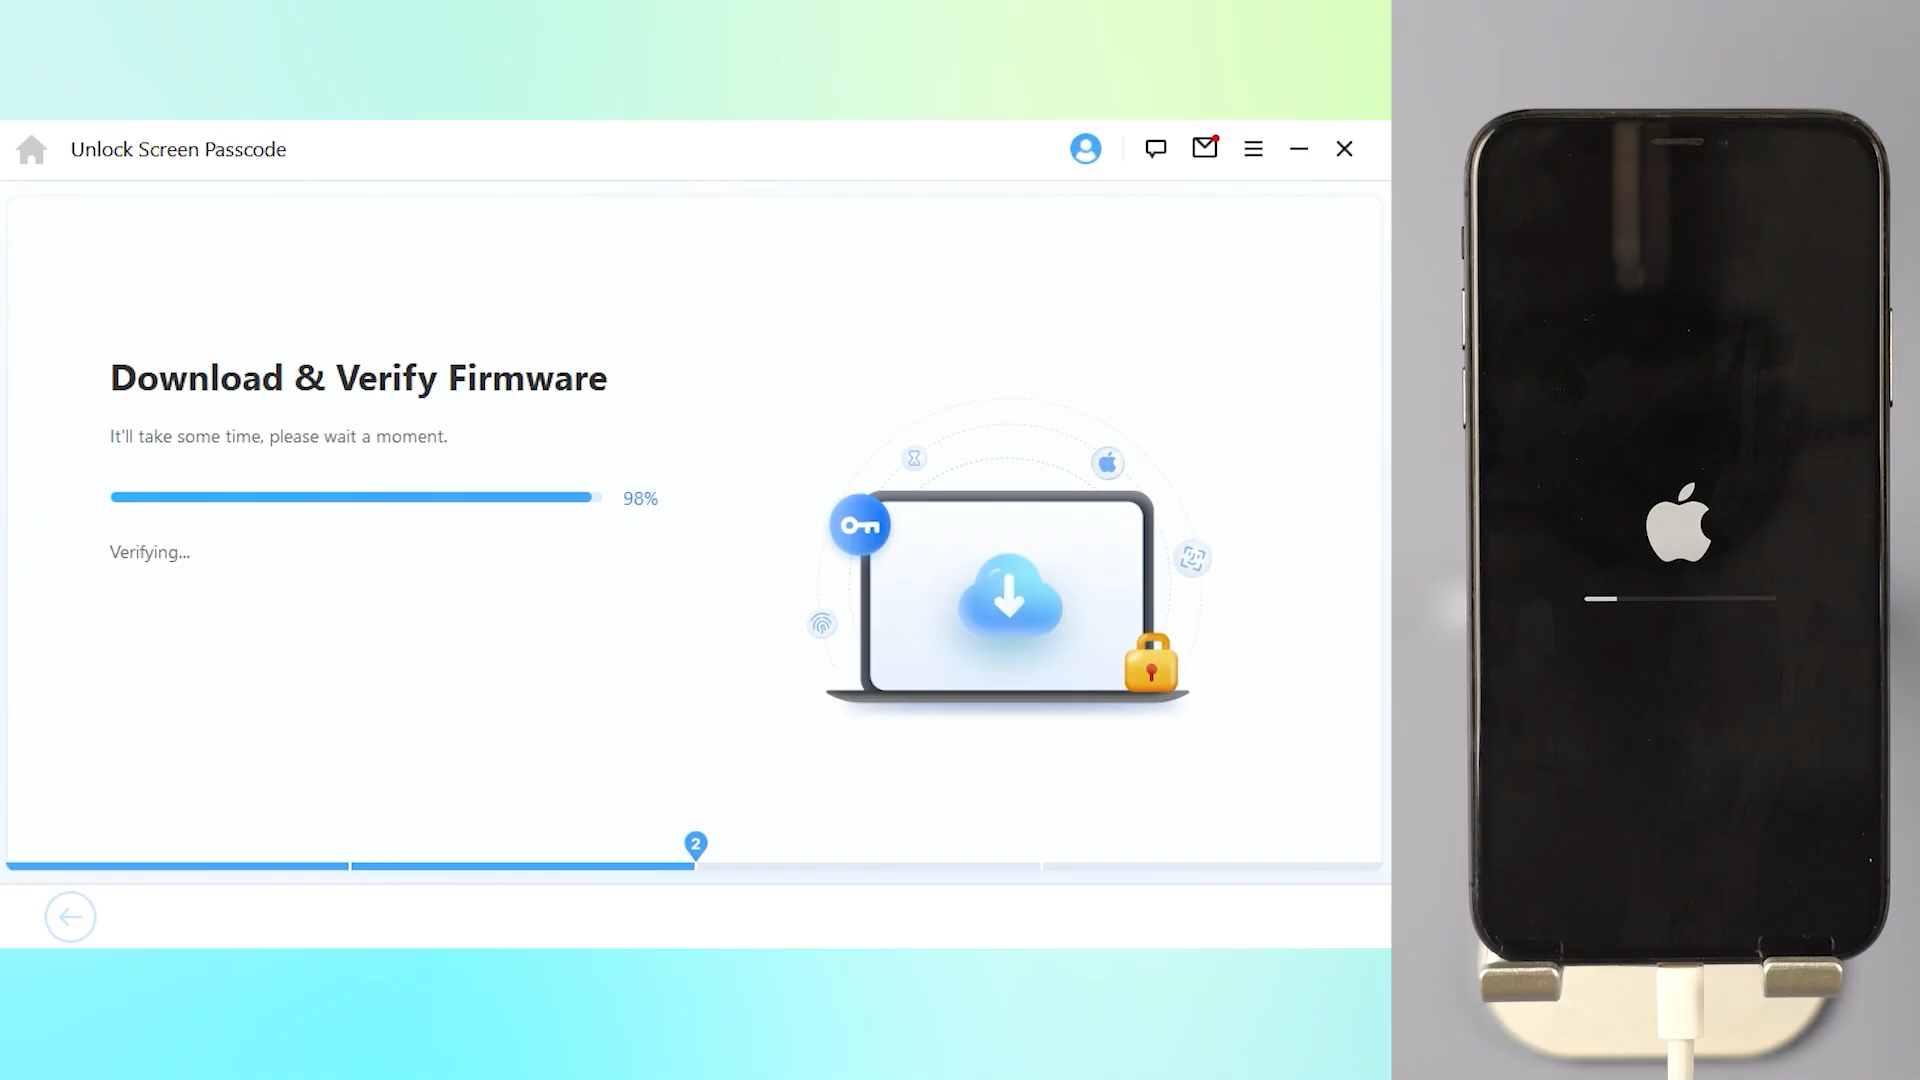 Unlock Screen Passcode
Download & Verify Firmware
It'll take some time, please wait a moment.
98%
Verifying...
2